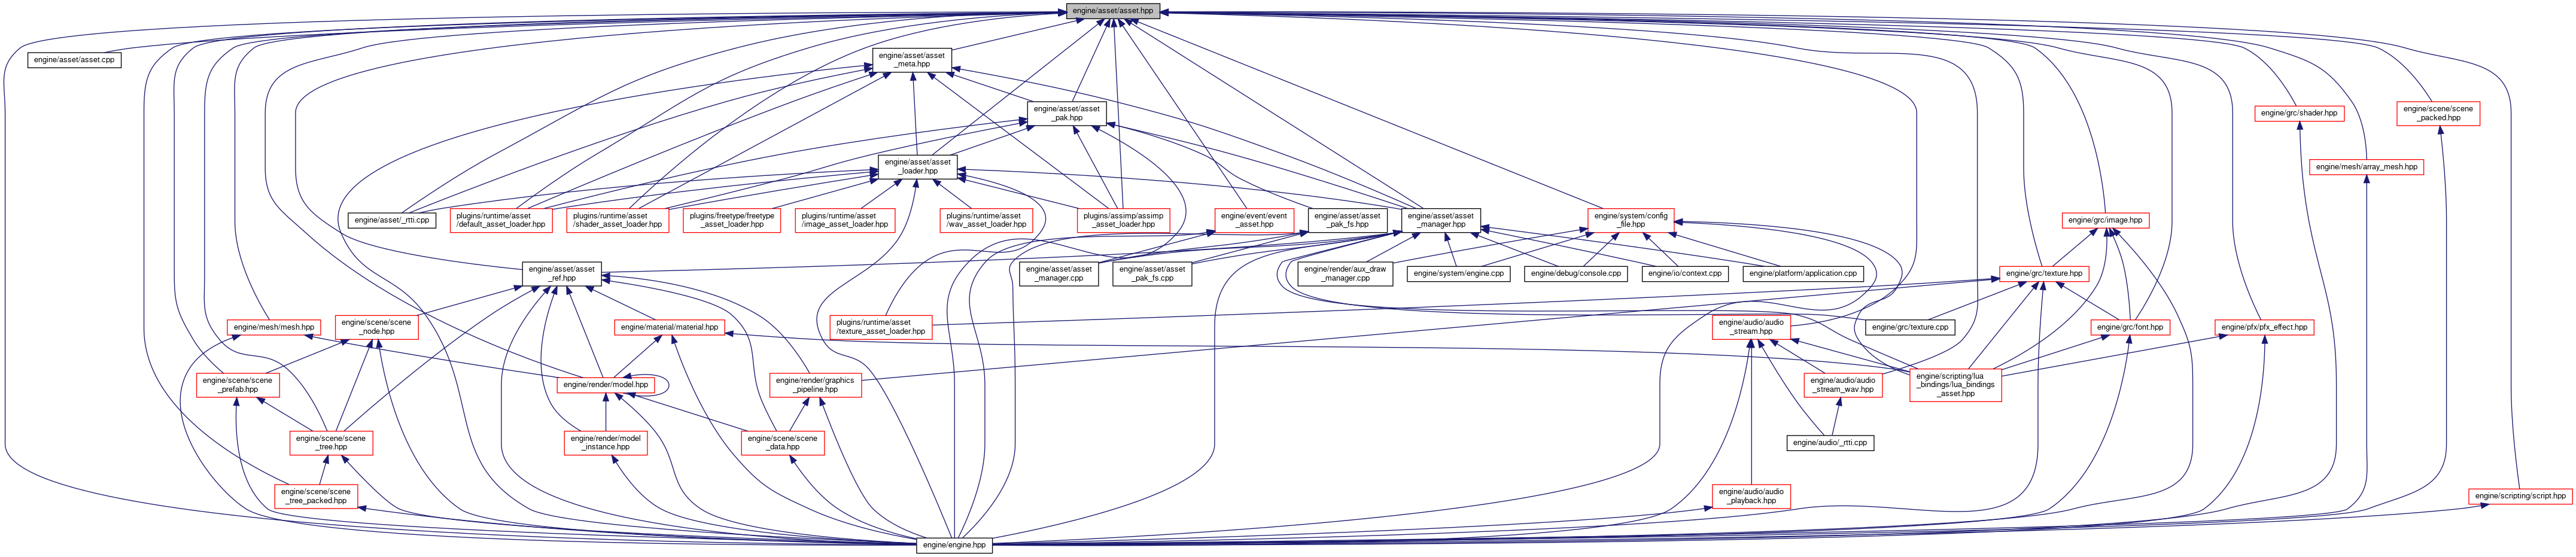 engine/asset/asset.hpp
engine/asset/asset.cpp
engine/asset/asset
_meta.hpp
engine/asset/asset
_pak.hpp
engine/grc/shader.hpp
engine/scene/scene
_packed.hpp
engine/asset/asset
_loader.hpp
engine/mesh/array_mesh.hpp
engine/asset/_rtti.cpp
plugins/runtime/asset
/default_asset_loader.hpp
plugins/runtime/asset
/shader_asset_loader.hpp
plugins/freetype/freetype
_asset_loader.hpp
plugins/runtime/asset
/image_asset_loader.hpp
plugins/runtime/asset
/wav_asset_loader.hpp
plugins/assimp/assimp
_asset_loader.hpp
engine/event/event
_asset.hpp
engine/asset/asset
_pak_fs.hpp
engine/asset/asset
_manager.hpp
engine/system/config
_file.hpp
engine/grc/image.hpp
engine/asset/asset
_ref.hpp
engine/asset/asset
_manager.cpp
engine/asset/asset
_pak_fs.cpp
engine/render/aux_draw
_manager.cpp
engine/system/engine.cpp
engine/debug/console.cpp
engine/io/context.cpp
engine/platform/application.cpp
engine/grc/texture.hpp
engine/mesh/mesh.hpp
engine/scene/scene
_node.hpp
engine/material/material.hpp
plugins/runtime/asset
/texture_asset_loader.hpp
engine/audio/audio
_stream.hpp
engine/grc/texture.cpp
engine/grc/font.hpp
engine/pfx/pfx_effect.hpp
engine/scene/scene
_prefab.hpp
engine/render/model.hpp
engine/render/graphics
_pipeline.hpp
engine/audio/audio
_stream_wav.hpp
engine/scripting/lua
_bindings/lua_bindings
_asset.hpp
engine/scene/scene
_tree.hpp
engine/render/model
_instance.hpp
engine/scene/scene
_data.hpp
engine/audio/_rtti.cpp
engine/scene/scene
_tree_packed.hpp
engine/audio/audio
_playback.hpp
engine/scripting/script.hpp
engine/engine.hpp